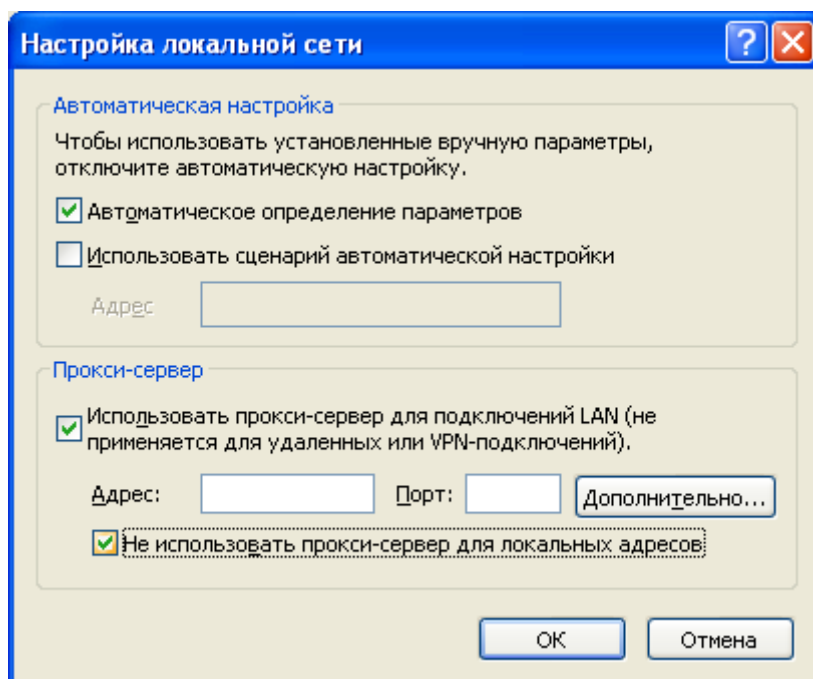 Настройка локальной сети
Автоматическая настройка
Чтобы использовать установленные вручную параметры,
отключите автоматическую настройку.
Автоматическое определение параметров
Использовать сценарий автоматической настройки
Адрес
Прокси-сервер
Использовать прокси-сервер для подключений LAN (не
применяется для удаленных или VPN-подключений).
Адрес: Порт: Дополнительно...
Не использовать прокси-сервер для локальных адресов
ОК Отмена